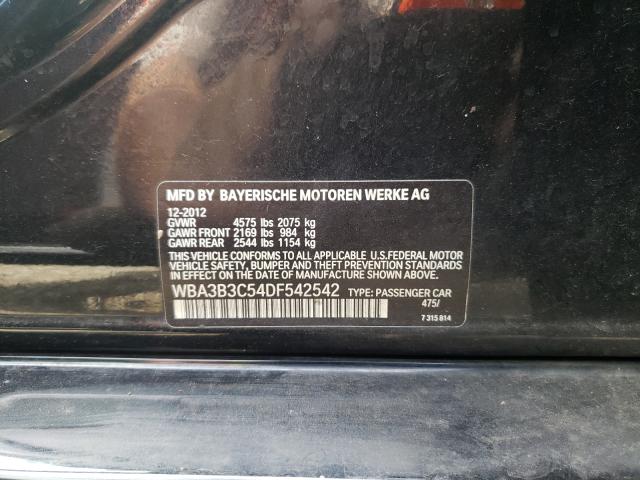 MFD BY BAYERISCHE MOTOREN WERKE AG
12-2012
GVWR 4575 lbs 2075 kg
GAWR FRONT 2169 lbs 984 kg
GAWR REAR 2544 lbs 1154 kg
THIS VEHICLE CONFORMS TO ALL APPLICABLE U.S.FEDERAL MOTOR
VEHICLE SAFETY, BUMPER AND THEFT PREVENTION STANDARDS
IN EFFECT ON THE DATE OF MANUFACTURE SHOWN ABOVE.
WBA3B3C54DF542542 TYPE: PASSENGER CAR
475/
7 315 814